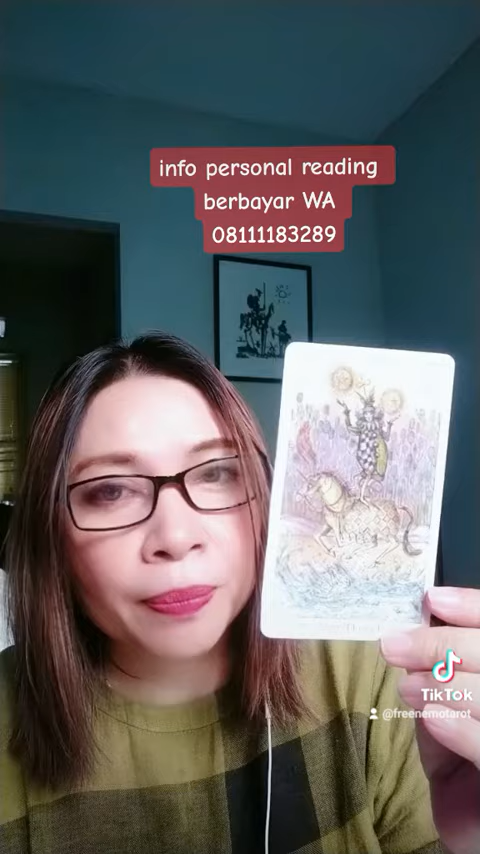 info personal reading
berbayar WA
08111183289
TikTok
@freenemotarot